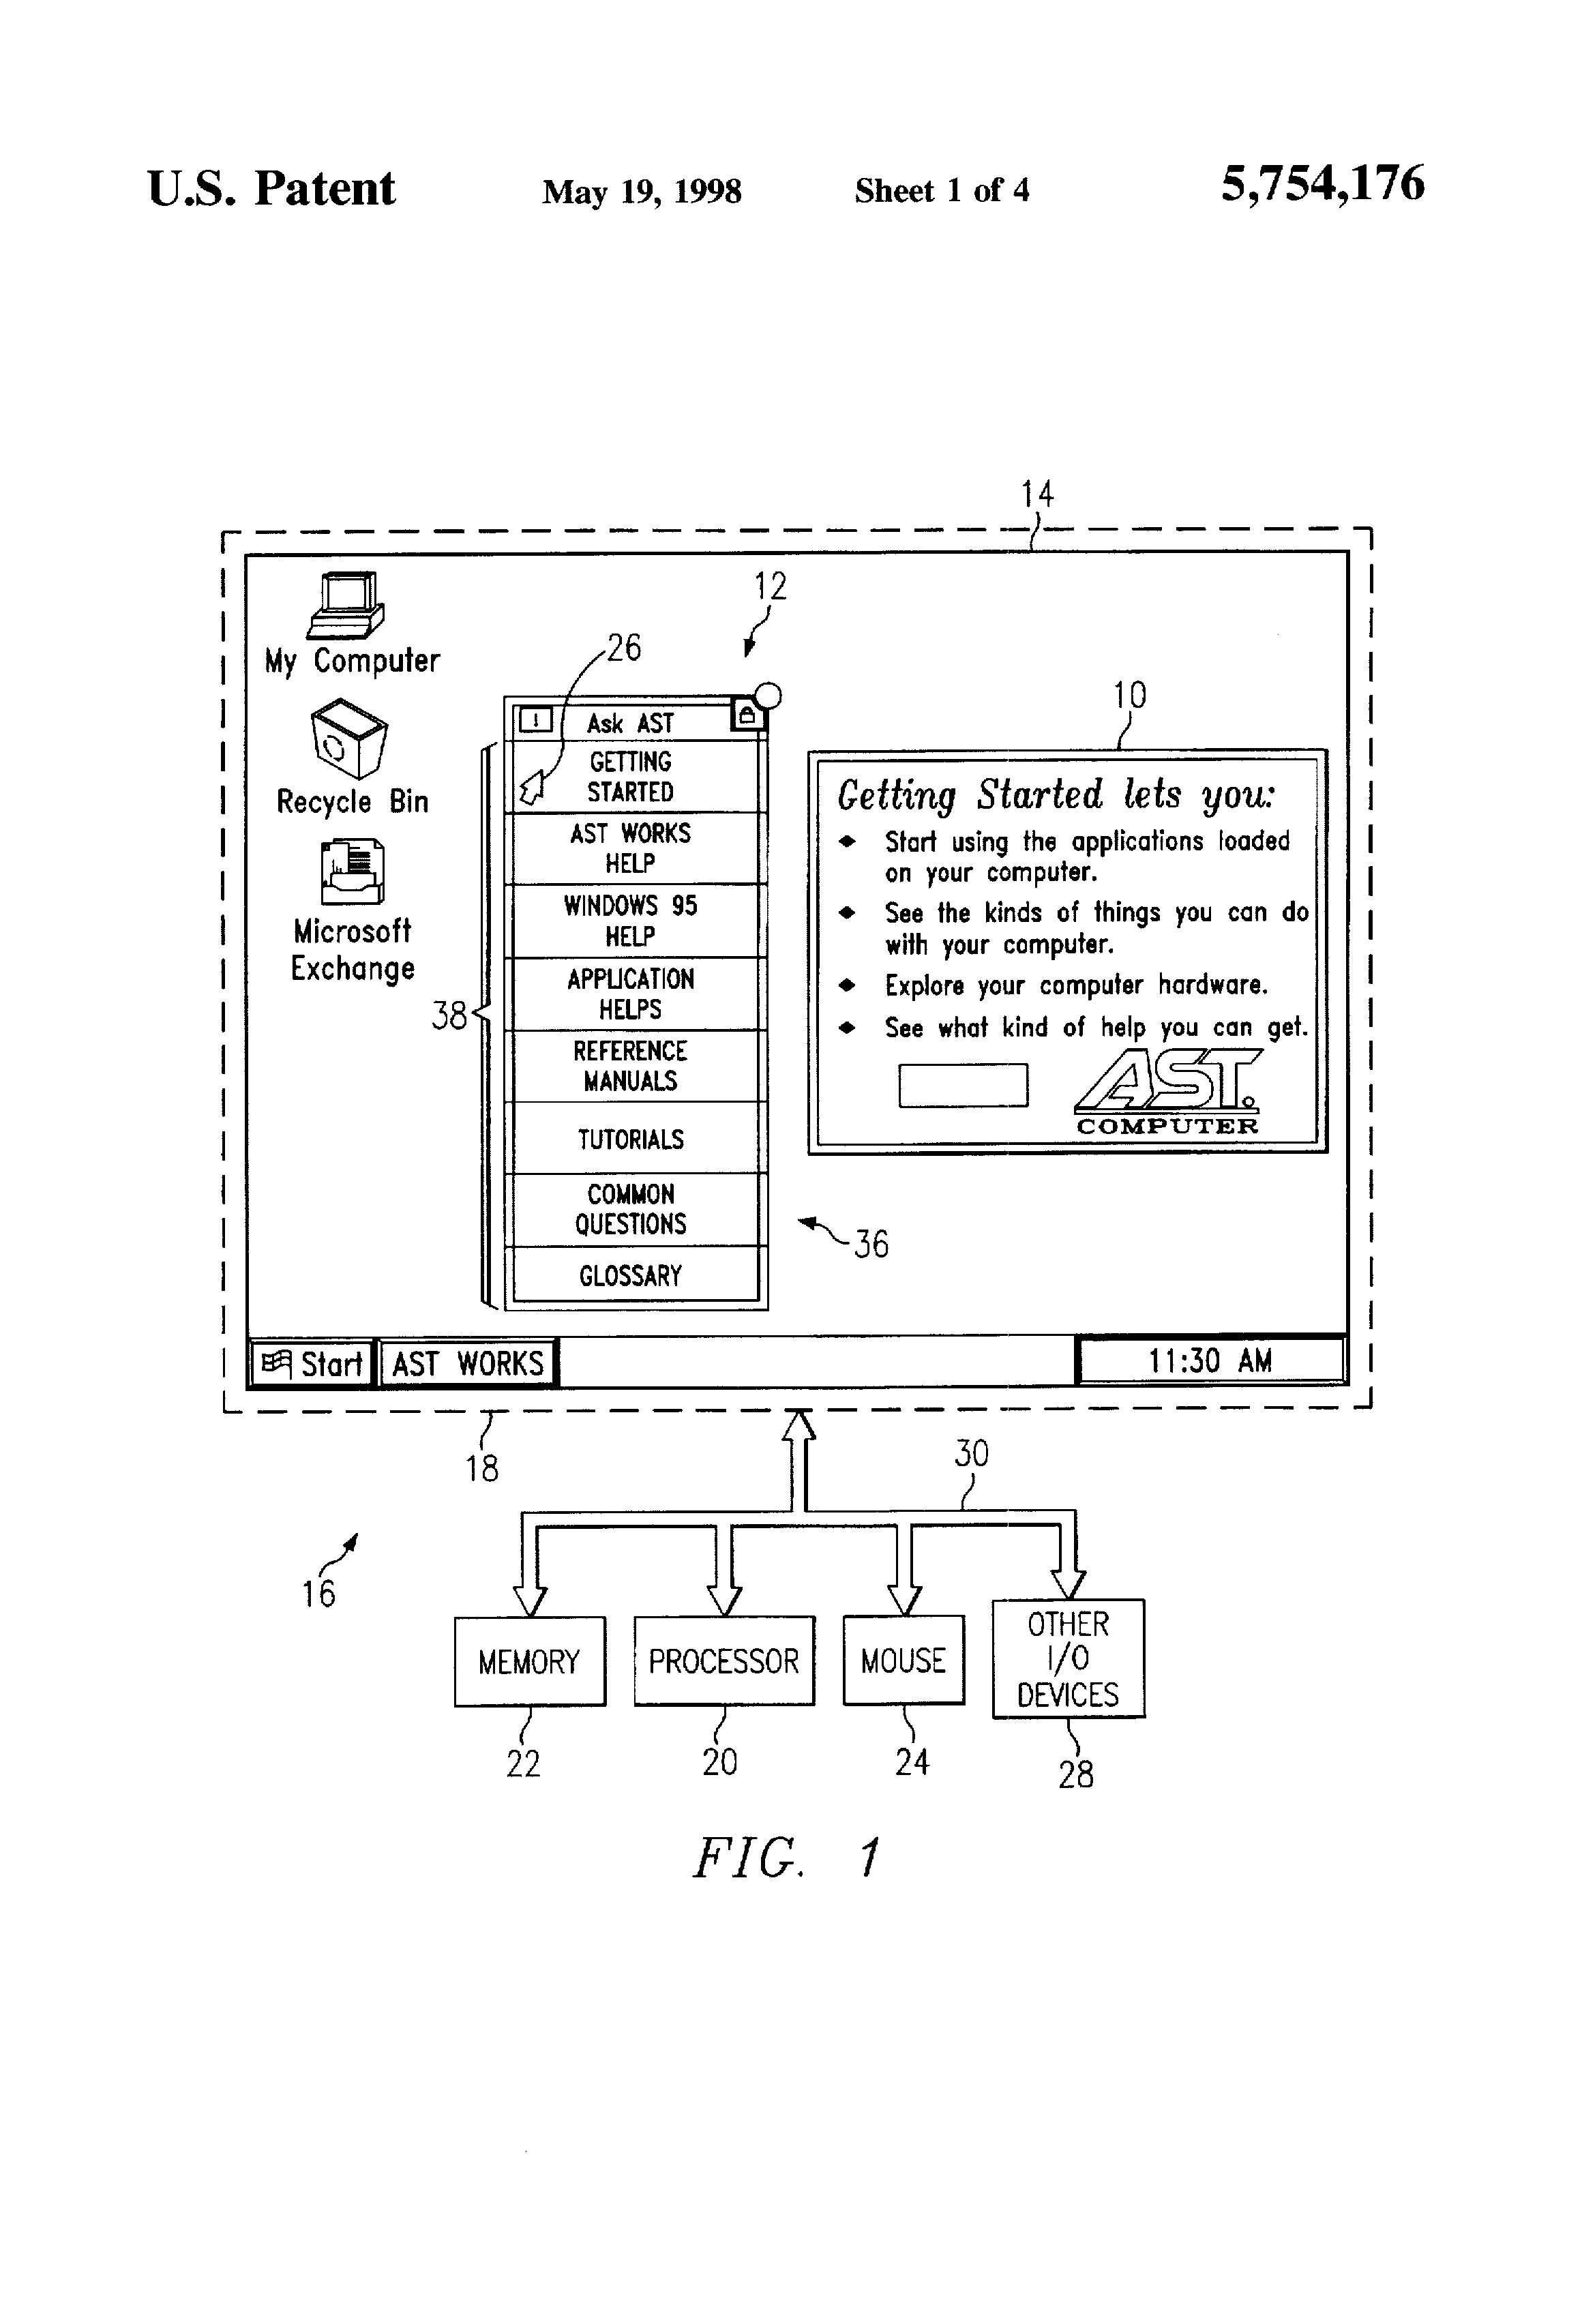 U.S. Patent May 19, 1998 Sheet 1 of 4 5,754,176
14
12
26
10
My Computer
Recycle Bin
Microsoft
Exchange
38
Ask AST
GETTING
STARTED
AST WORKS
HELP
WINDOWS 95
HELP
APPLICATION
HELPS
REFERENCE
MANUALS
TUTORIALS
COMMON
QUESTIONS
GLOSSARY
Getting Started lets you:
Start using the applications loaded
on your computer.
See the kinds of things you can do
with your computer.
Explore your computer hardware.
See what kind of help you can get.
AST
COMPUTER
36
Start AST WORKS 11:30 AM
18
30
16
MEMORY
PROCESSOR
MOUSE
OTHER
I/O
DEVICES
22
20
24
28
FIG. 1